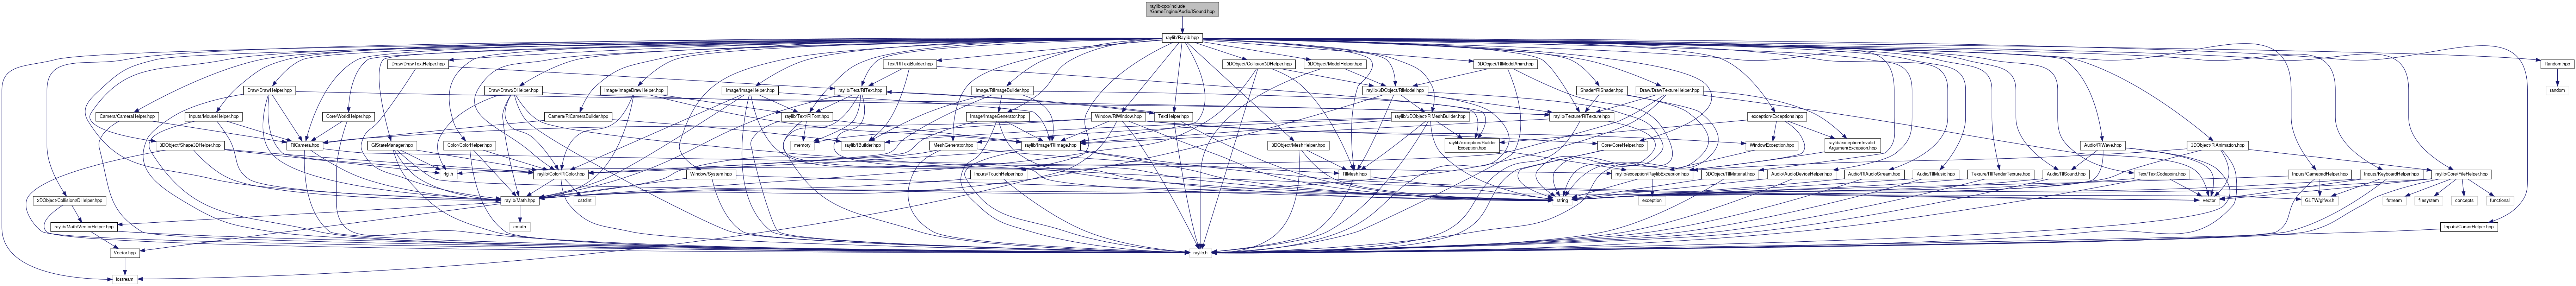 raylib-cpp/include
/GameEngine/Audio/ISound.hpp
raylib/Raylib.hpp
Draw/DrawTextHelper.hpp
Text/RlTextBuilder.hpp
3DObject/Collision3DHelper.hpp
3DObject/ModelHelper.hpp
3DObject/RlModelAnim.hpp
Random.hpp
Draw/DrawHelper.hpp
Draw/Draw2DHelper.hpp
Image/ImageDrawHelper.hpp
Image/ImageHelper.hpp
raylib/Text/RlText.hpp
Image/RlImageBuilder.hpp
raylib/3DObject/RlModel.hpp
Shader/RlShader.hpp
Draw/DrawTextureHelper.hpp
random
Camera/CameraHelper.hpp
Inputs/MouseHelper.hpp
Core/WorldHelper.hpp
Camera/RlCameraBuilder.hpp
raylib/Text/RlFont.hpp
Image/ImageGenerator.hpp
Window/RlWindow.hpp
TextHelper.hpp
raylib/3DObject/RlMeshBuilder.hpp
raylib/Texture/RlTexture.hpp
exception/Exceptions.hpp
3DObject/Shape3DHelper.hpp
RlCamera.hpp
GlStateManager.hpp
Color/ColorHelper.hpp
memory
raylib/IBuilder.hpp
MeshGenerator.hpp
raylib/Image/RlImage.hpp
3DObject/MeshHelper.hpp
raylib/exception/Builder
Exception.hpp
Core/CoreHelper.hpp
WindowException.hpp
raylib/exception/Invalid
ArgumentException.hpp
Audio/RlWave.hpp
3DObject/RlAnimation.hpp
rlgl.h
raylib/Color/RlColor.hpp
Window/System.hpp
Inputs/TouchHelper.hpp
RlMesh.hpp
raylib/exception/RaylibException.hpp
3DObject/RlMaterial.hpp
Audio/AudioDeviceHelper.hpp
Audio/RlAudioStream.hpp
Audio/RlMusic.hpp
Texture/RlRenderTexture.hpp
Audio/RlSound.hpp
Text/TextCodepoint.hpp
Inputs/GamepadHelper.hpp
Inputs/KeyboardHelper.hpp
raylib/Core/FileHelper.hpp
2DObject/Collision2DHelper.hpp
raylib/Math.hpp
cstdint
string
exception
vector
GLFW/glfw3.h
fstream
filesystem
concepts
functional
raylib/Math/VectorHelper.hpp
cmath
Inputs/CursorHelper.hpp
Vector.hpp
raylib.h
iostream